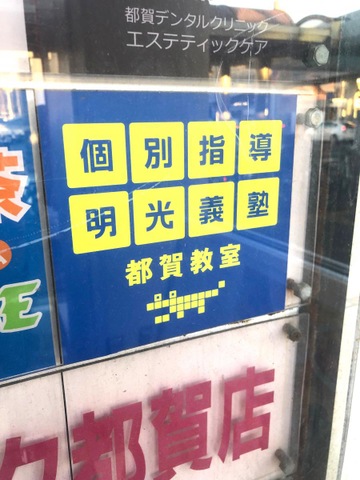 都賀デンタルクリニック
エステティックケア
個別指導
明光義塾
都賀教室
ク都賀店